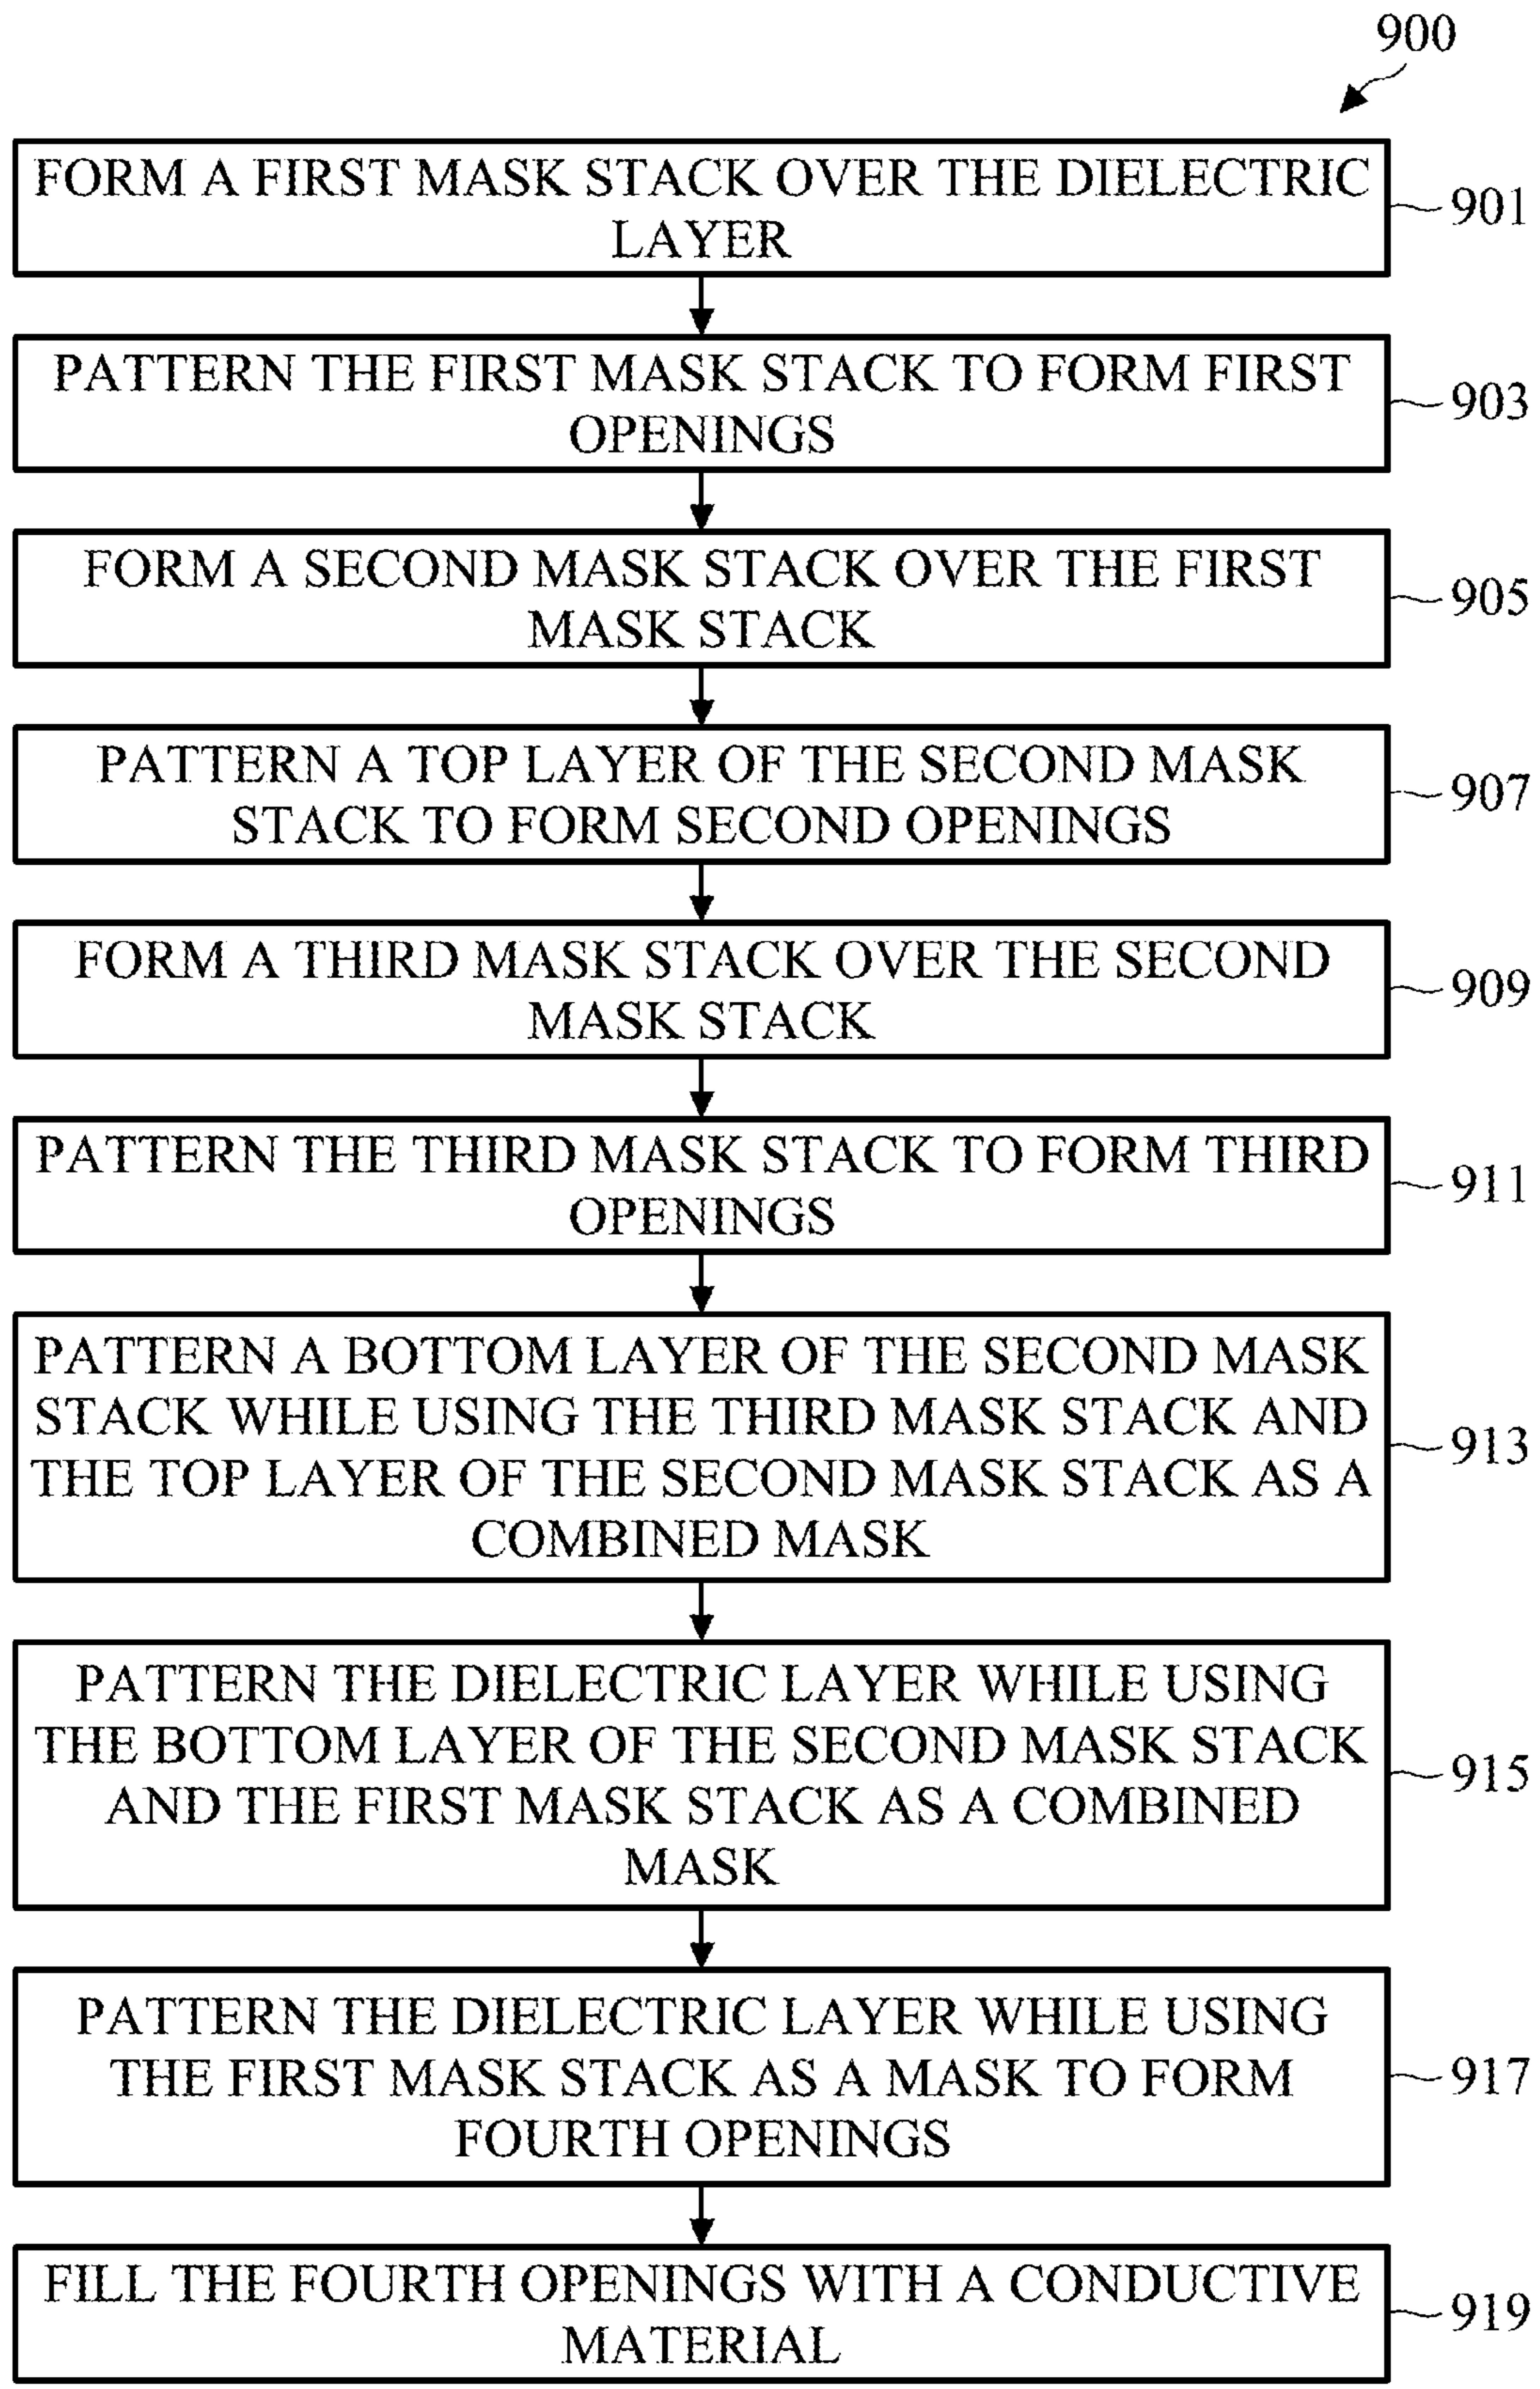 900
FORM A FIRST MASK STACK OVER THE DIELECTRIC
LAYER
901
PATTERN THE FIRST MASK STACK TO FORM FIRST
OPENINGS
903
FORM A SECOND MASK STACK OVER THE FIRST
MASK STACK
905
PATTERN A TOP LAYER OF THE SECOND MASK
STACK TO FORM SECOND OPENINGS
907
FORM A THIRD MASK STACK OVER THE SECOND
MASK STACK
909
PATTERN THE THIRD MASK STACK TO FORM THIRD
OPENINGS
911
PATTERN A BOTTOM LAYER OF THE SECOND MASK
STACK WHILE USING THE THIRD MASK STACK AND
THE TOP LAYER OF THE SECOND MASK STACK AS A
COMBINED MASK
913
PATTERN THE DIELECTRIC LAYER WHILE USING
THE BOTTOM LAYER OF THE SECOND MASK STACK
AND THE FIRST MASK STACK AS A COMBINED
MASK
915
PATTERN THE DIELECTRIC LAYER WHILE USING
THE FIRST MASK STACK AS A MASK TO FORM
FOURTH OPENINGS
917
FILL THE FOURTH OPENINGS WITH A CONDUCTIVE
MATERIAL
919